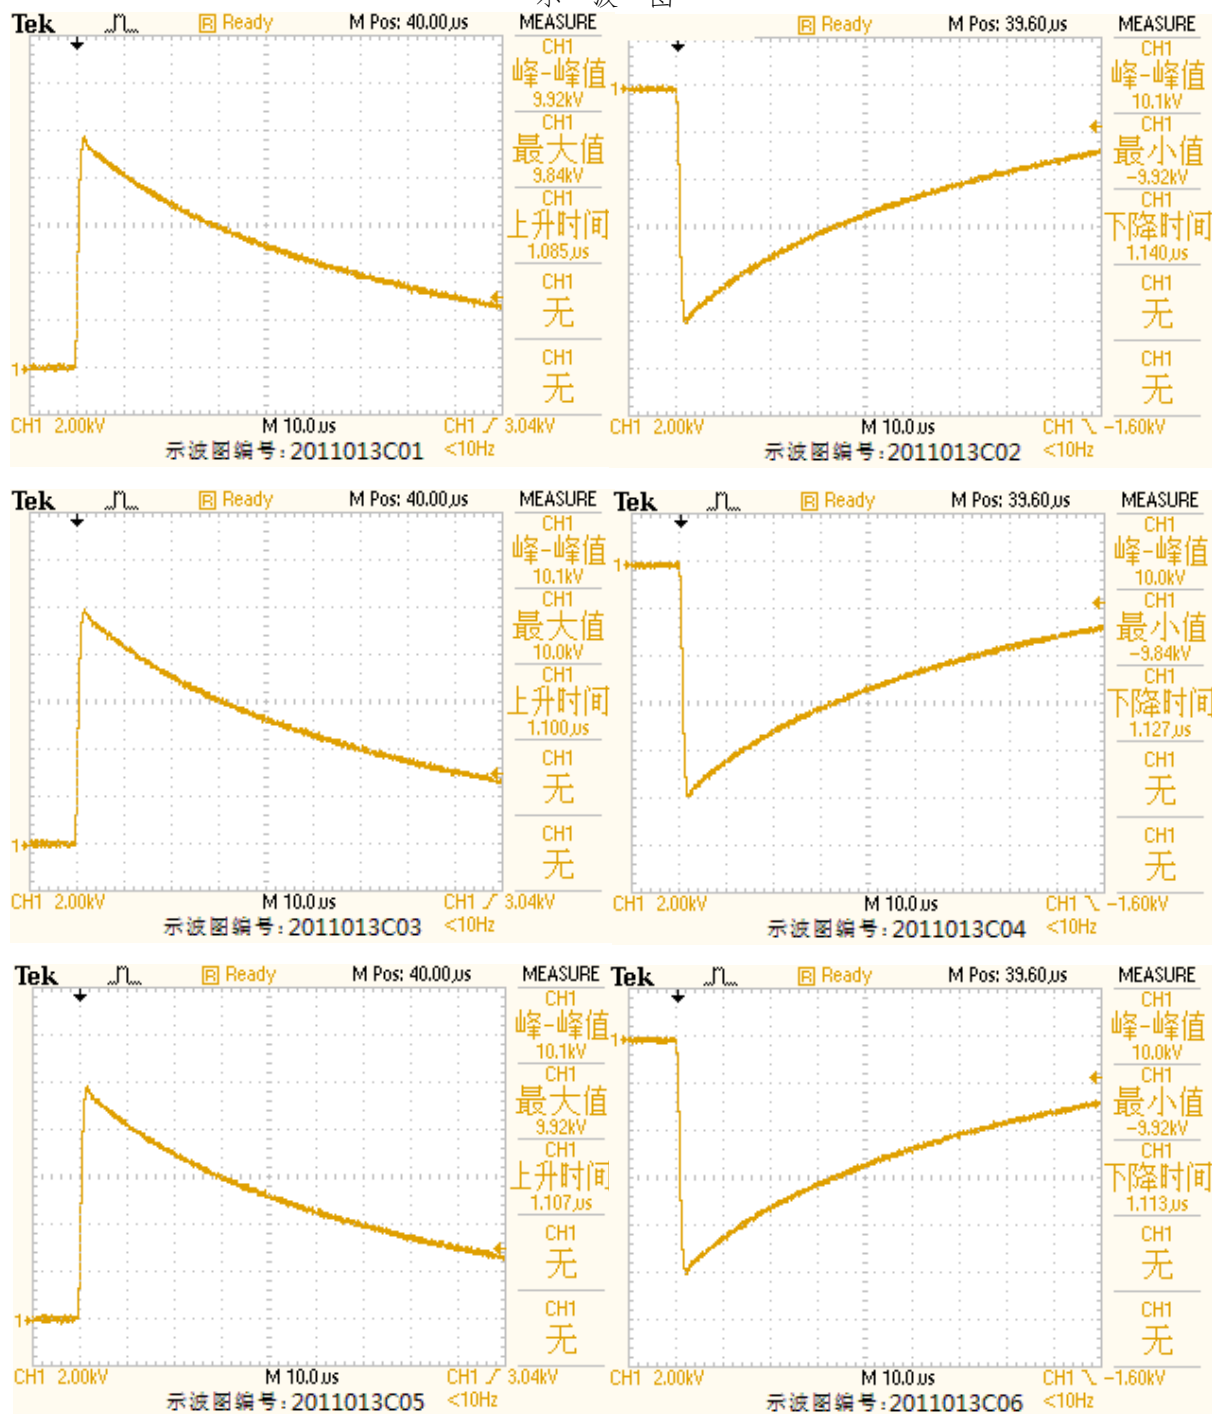 示 波 图
Tek Ready M Pos: 40.00µs MEASURE
CH1
峰-峰值
9.92kV
CH1
最大值
9.84kV
CH1
上升时间
1.085µs
CH1
无
CH1
无
1
CH1 2.00kV M 10.0µs CH1 3.04kV
<10Hz
示波图编号:2011013C01
R Ready M Pos: 39.60µs MEASURE
CH1
峰-峰值
10.1kV
CH1
最小值
-9.92kV
CH1
下降时间
1.140µs
CH1
无
CH1
无
1
CH1 2.00kV M 10.0µs CH1 -1.60kV
<10Hz
示波图编号:2011013C02
Tek R Ready M Pos: 40.00µs MEASURE
CH1
峰-峰值
10.1kV
CH1
最大值
10.0kV
CH1
上升时间
1.100µs
CH1
无
CH1
无
1
CH1 2.00kV M 10.0µs CH1 3.04kV
<10Hz
示波图编号:2011013C03
Tek R Ready M Pos: 39.60µs MEASURE
CH1
峰-峰值
10.0kV
CH1
最小值
-9.84kV
CH1
下降时间
1.127µs
CH1
无
CH1
无
1
CH1 2.00kV M 10.0µs CH1 -1.60kV
<10Hz
示波图编号:2011013C04
Tek R Ready M Pos: 40.00µs MEASURE
CH1
峰-峰值
10.1kV
CH1
最大值
9.92kV
CH1
上升时间
1.107µs
CH1
无
CH1
无
1
CH1 2.00kV M 10.0µs CH1 3.04kV
<10Hz
示波图编号:2011013C05
Tek R Ready M Pos: 39.60µs MEASURE
CH1
峰-峰值
10.0kV
CH1
最小值
-9.92kV
CH1
下降时间
1.113µs
CH1
无
CH1
无
1
CH1 2.00kV M 10.0µs CH1 -1.60kV
<10Hz
示波图编号:2011013C06